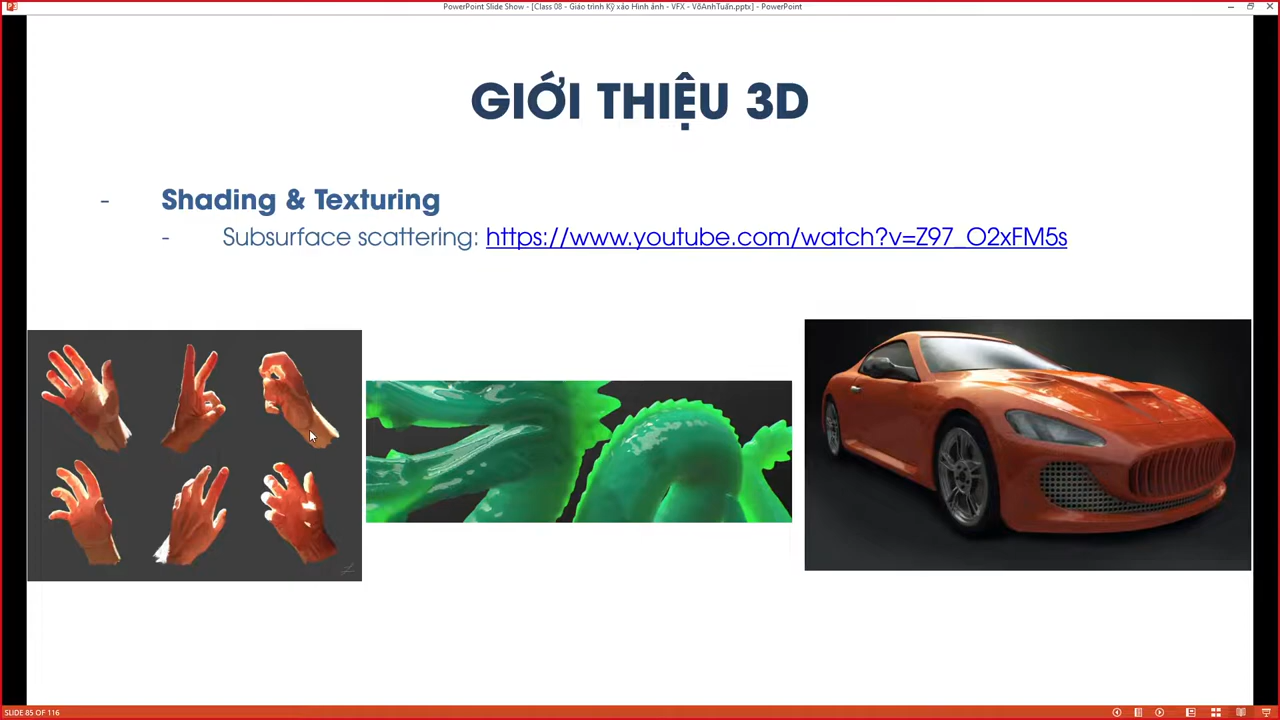 PowerPoint Slide Show - [Class 08 - Giáo trình Kỹ xảo Hình ảnh - VFX - VõAnhTuấn.pptx] - PowerPoint
GIỚI THIỆU 3D
- Shading & Texturing
- Subsurface scattering: https://www.youtube.com/watch?v=Z97_O2xFM5s
SLIDE 85 OF 116